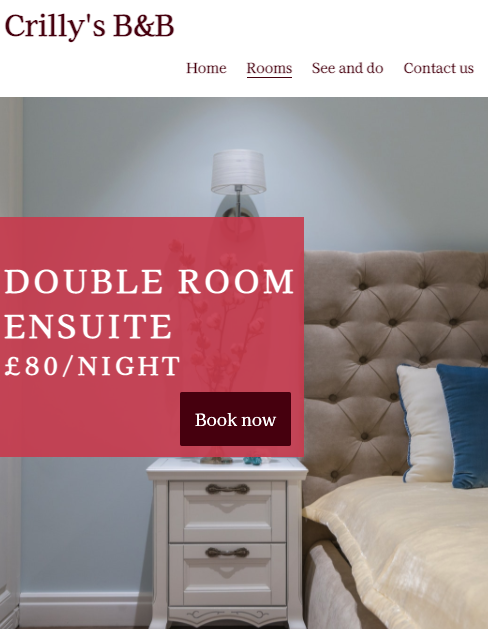 Crilly's B&B
Home Rooms See and do Contact us
DOUBLE ROOM
ENSUITE
£80/NIGHT
Book now